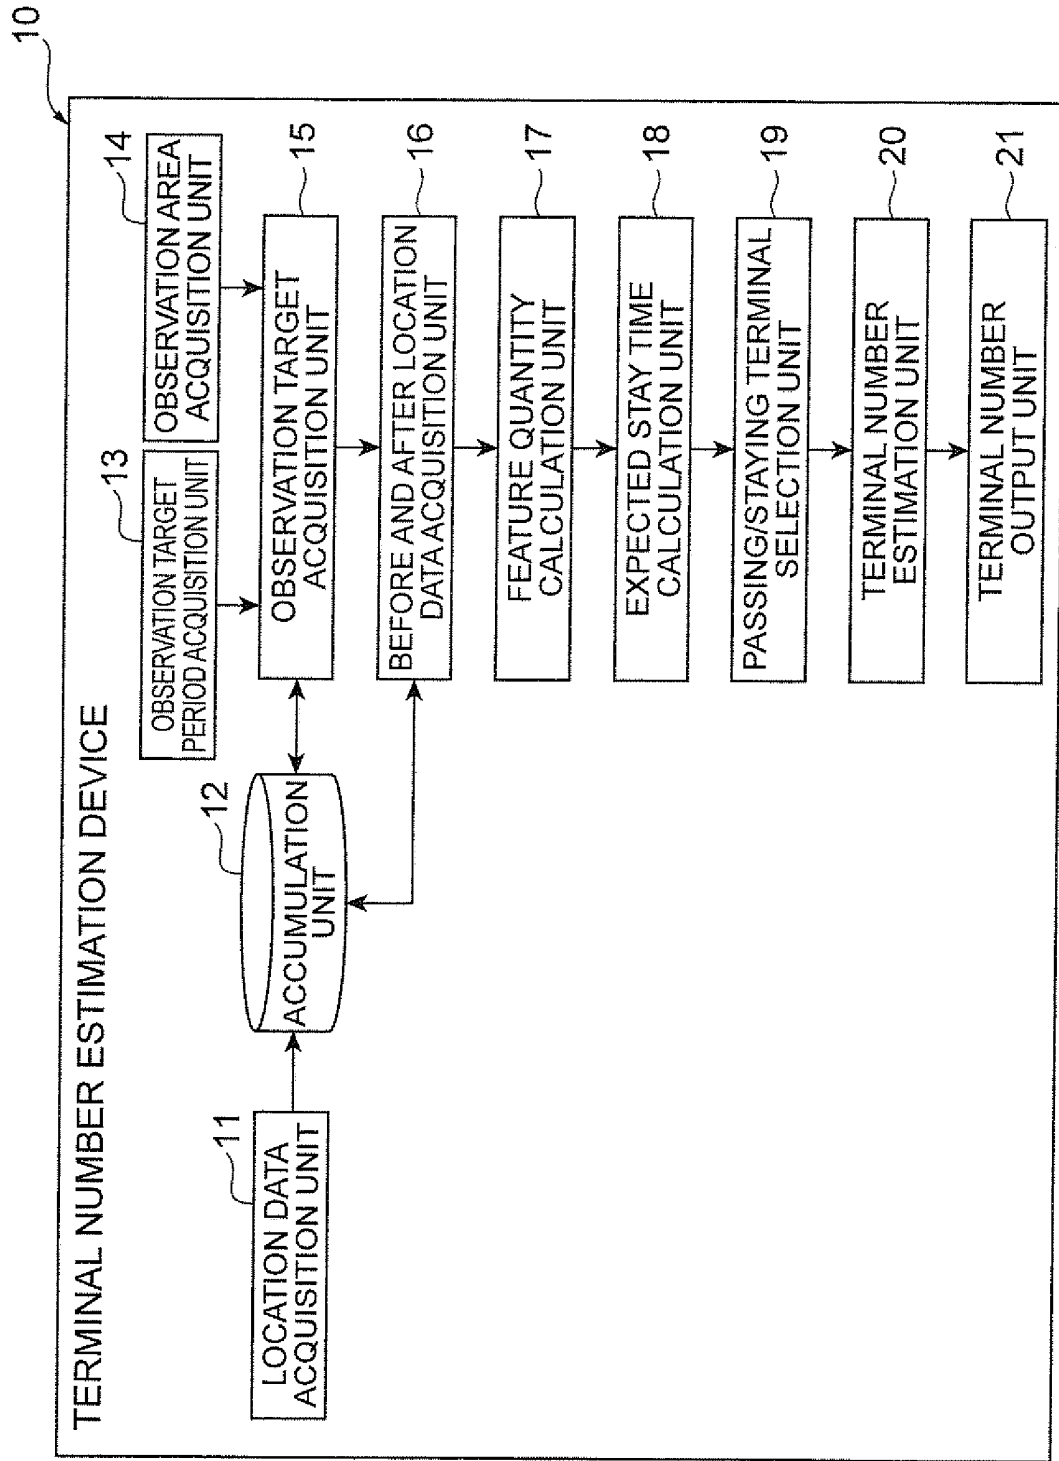 10
TERMINAL NUMBER ESTIMATION DEVICE
11
LOCATION DATA
ACQUISITION UNIT
12
ACCUMULATION
UNIT
13
OBSERVATION TARGET
PERIOD ACQUISITION UNIT
14
OBSERVATION AREA
ACQUISITION UNIT
15
OBSERVATION TARGET
ACQUISITION UNIT
16
BEFORE AND AFTER LOCATION
DATA ACQUISITION UNIT
17
FEATURE QUANTITY
CALCULATION UNIT
18
EXPECTED STAY TIME
CALCULATION UNIT
19
PASSING/STAYING TERMINAL
SELECTION UNIT
20
TERMINAL NUMBER
ESTIMATION UNIT
21
TERMINAL NUMBER
OUTPUT UNIT